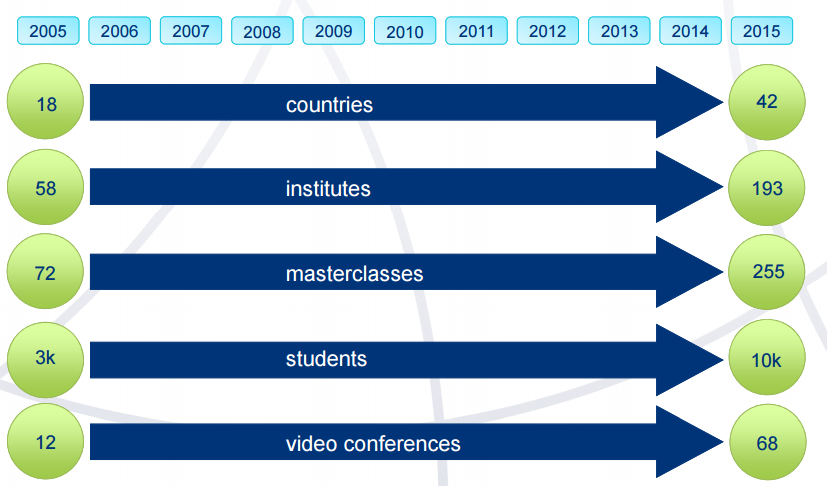 2005 2006 2007 2008 2009 2010 2011 2012 2013 2014 2015
18 countries 42
58 institutes 193
72 masterclasses 255
3k students 10k
12 video conferences 68